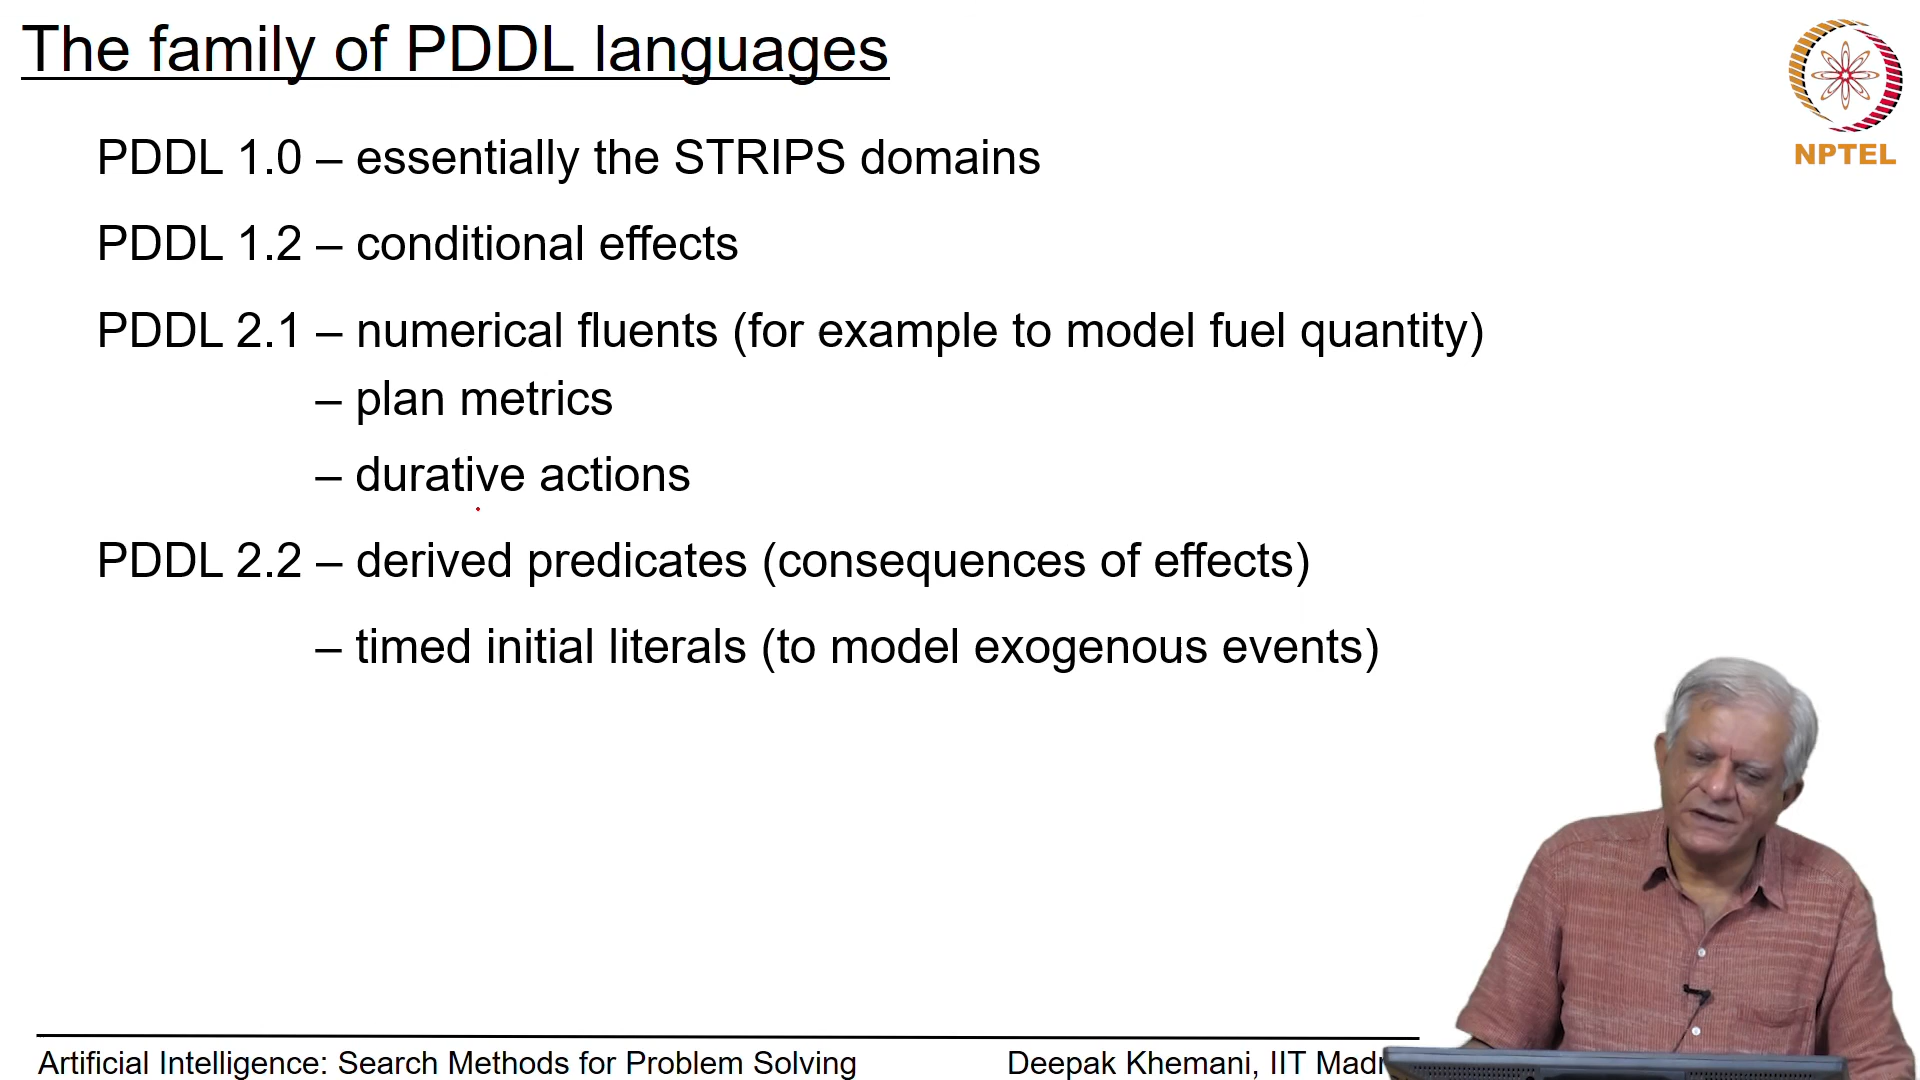 The family of PDDL languages
NPTEL
PDDL 1.0 – essentially the STRIPS domains
PDDL 1.2 – conditional effects
PDDL 2.1 – numerical fluents (for example to model fuel quantity)
– plan metrics
– durative actions
PDDL 2.2 – derived predicates (consequences of effects)
– timed initial literals (to model exogenous events)
Artificial Intelligence: Search Methods for Problem Solving
Deepak Khemani, IIT